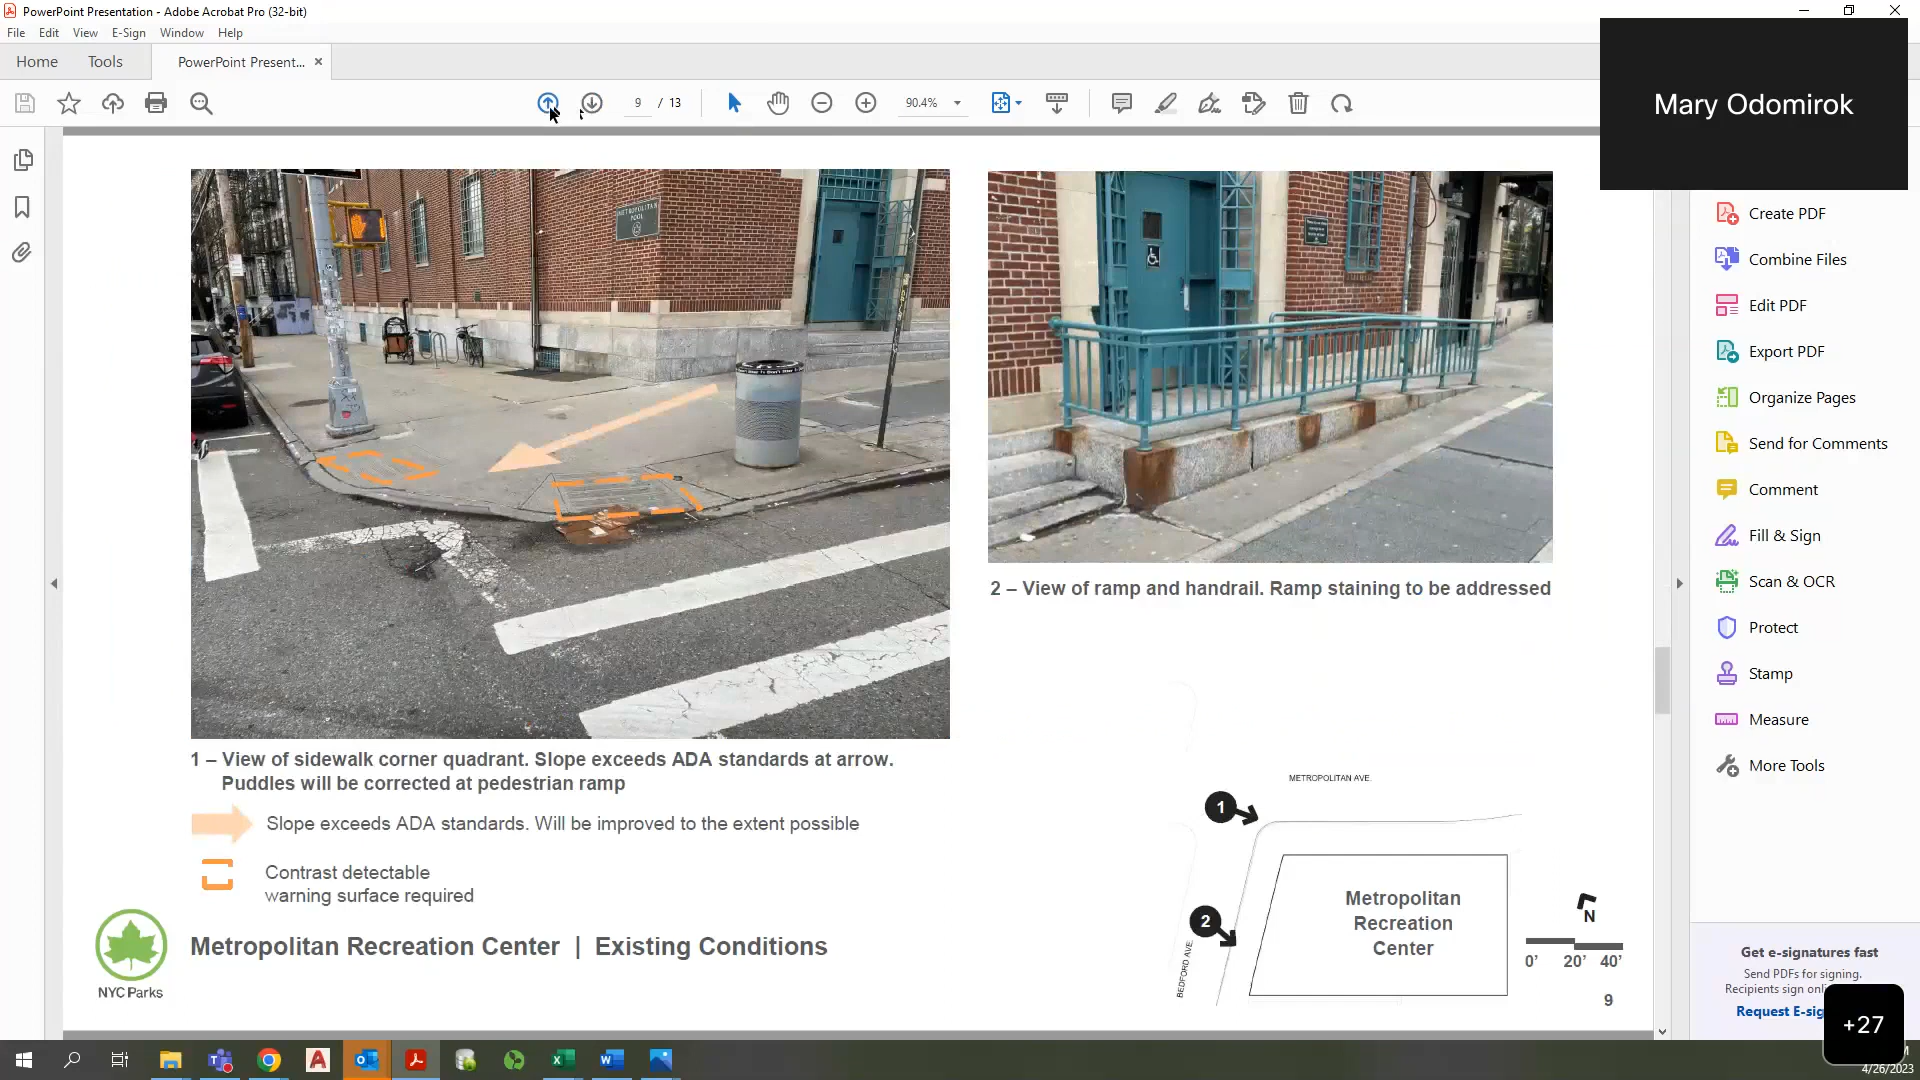 PowerPoint Presentation - Adobe Acrobat Pro (32-bit)
File Edit View E-Sign Window Help
Home Tools PowerPoint Present...
Mary Odomirok
9 / 13 90.4%
METROPOLITAN
POOL
1 – View of sidewalk corner quadrant. Slope exceeds ADA standards at arrow.
Puddles will be corrected at pedestrian ramp
Slope exceeds ADA standards. Will be improved to the extent possible
Contrast detectable
warning surface required
2 – View of ramp and handrail. Ramp staining to be addressed
METROPOLITAN AVE.
1
2
BEDFORD AVE.
Metropolitan
Recreation
Center
N
0' 20' 40'
NYC Parks
Metropolitan Recreation Center | Existing Conditions
9
Create PDF
Combine Files
Edit PDF
Export PDF
Organize Pages
Send for Comments
Comment
Fill & Sign
Scan & OCR
Protect
Stamp
Measure
More Tools
Get e-signatures fast
Send PDFs for signing.
Recipients sign
Request
+27
4/26/2023